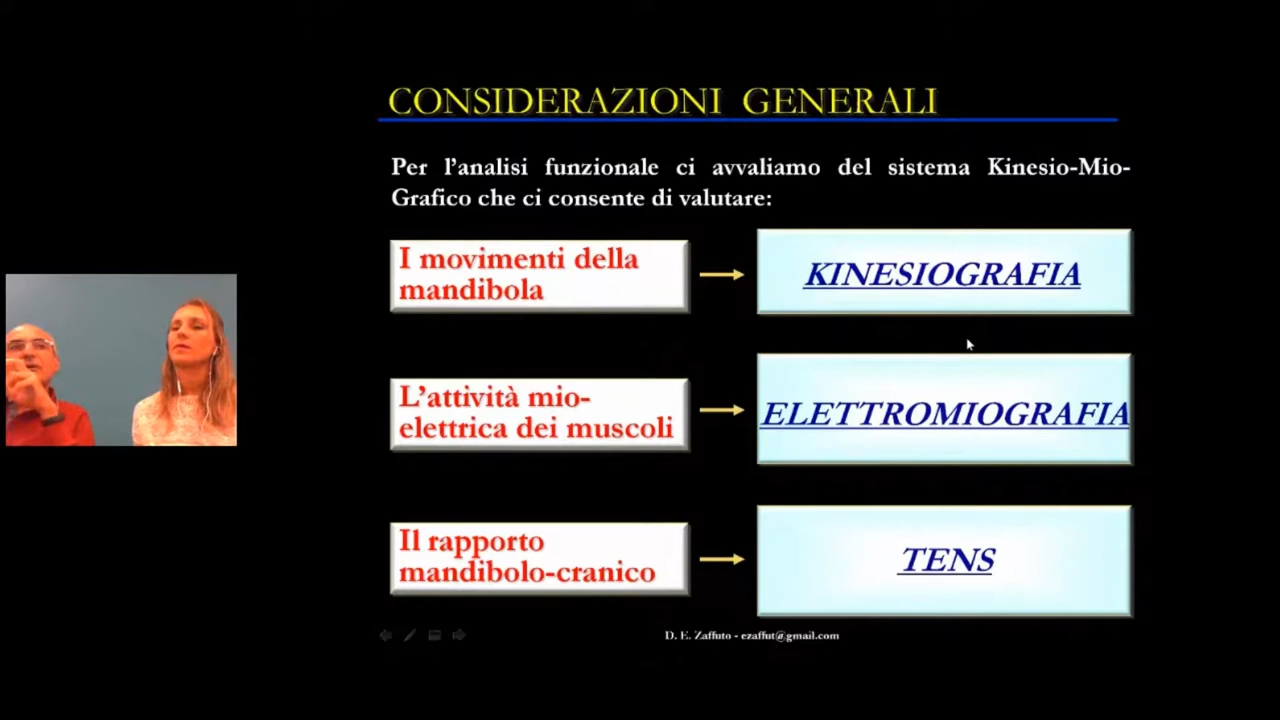 CONSIDERAZIONI GENERALI
Per l’analisi funzionale ci avvaliamo del sistema Kinesio-Mio-
Grafico che ci consente di valutare:
I movimenti della
mandibola
KINESIOGRAFIA
L’attività mio-
elettrica dei muscoli
ELETTROMIOGRAFIA
Il rapporto
mandibolo-cranico
TENS
D. E. Zaffuto - ezaffut@gmail.com